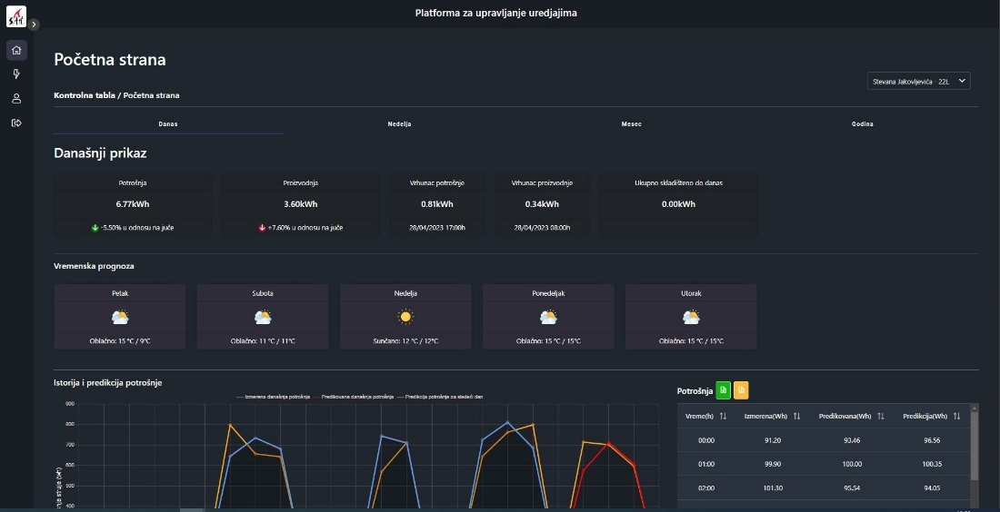 Platforma za upravljanje uredjajima
Početna strana
Stevana Jakovljevića - 22L
Kontrolna tabla / Početna strana
Danas Nedelja Mesec Godina
Današnji prikaz
Potrošnja Proizvodnja Vrhunac potrošnje Vrhunac proizvodnje Ukupno skladišteno do danas
6.77kWh 3.60kWh 0.81kWh 0.34kWh 0.00kWh
-5.50% u odnosu na juče +7.60% u odnosu na juče 28/04/2023 17:00h 28/04/2023 08:00h
Vremenska prognoza
Petak Subota Nedelja Ponedeljak Utorak
Oblačno: 15 °C / 9°C Oblačno: 11 °C / 11°C Sunčano: 12 °C / 12°C Oblačno: 15 °C / 15°C Oblačno: 15 °C / 15°C
Istorija i predikcija potrošnje
Izmerena današnja potrošnja Predikovana današnja potrošnja Predikcija potrošnje za sledeći dan
900
800
700
600
500
400
Potrošnja
Vreme(h) Izmerena(Wh) Predikovana(Wh) Predikcija(Wh)
00:00 91.20 93.46 96.56
01:00 99.90 100.00 100.35
02:00 101.30 95.54 94.05